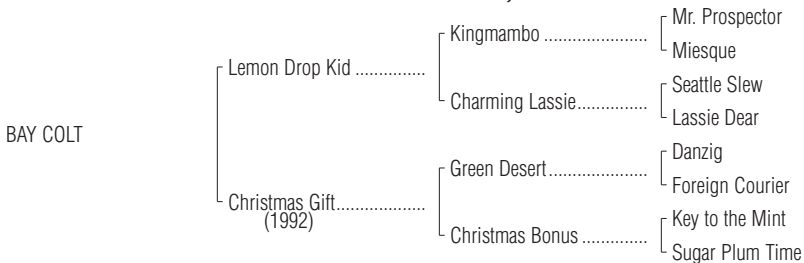 Mr. Prospector
Kingmambo ......................
Miesque
Lemon Drop Kid ...............
Seattle Slew
Charming Lassie...............
Lassie Dear
BAY COLT
Danzig
Green Desert.....................
Foreign Courier
Christmas Gift...................
(1992)
Key to the Mint
Christmas Bonus ..............
Sugar Plum Time